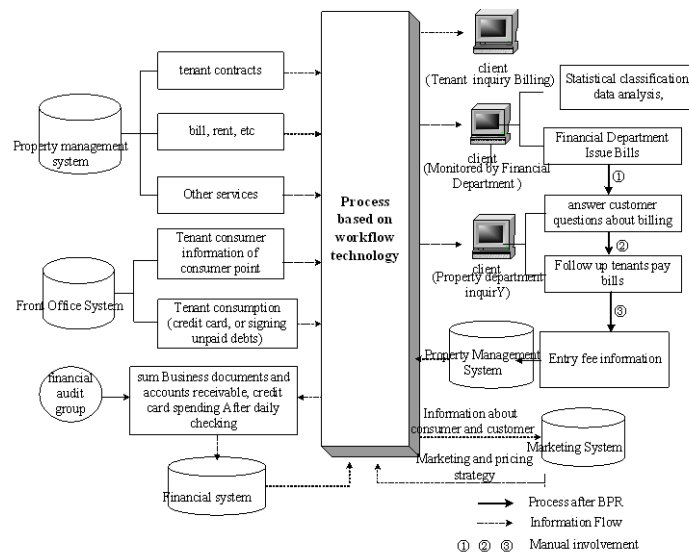 tenant contracts
bill, rent, etc
Other services
Property management
system
Tenant consumer
information of
consumer point
Front Office System
Tenant consumption
(credit card, or signing
unpaid debts)
financial
audit
group
sum Business documents and
accounts receivable, credit
card spending After daily
checking
Financial system
Process
based on
workflow
technology
client
(Tenant inquiry Billing)
Statistical classification
data analysis,
client
(Monitored by Financial
Department )
Financial Department
Issue Bills
①
answer customer
questions about billing
②
client
(Property department
inquirY)
Follow up tenants pay
bills
③
Property Management
System
Entry fee information
Information about
consumer and customer
Marketing System
Marketing and pricing
strategy
Process after BPR
Information Flow
① ② ③ Manual involvement